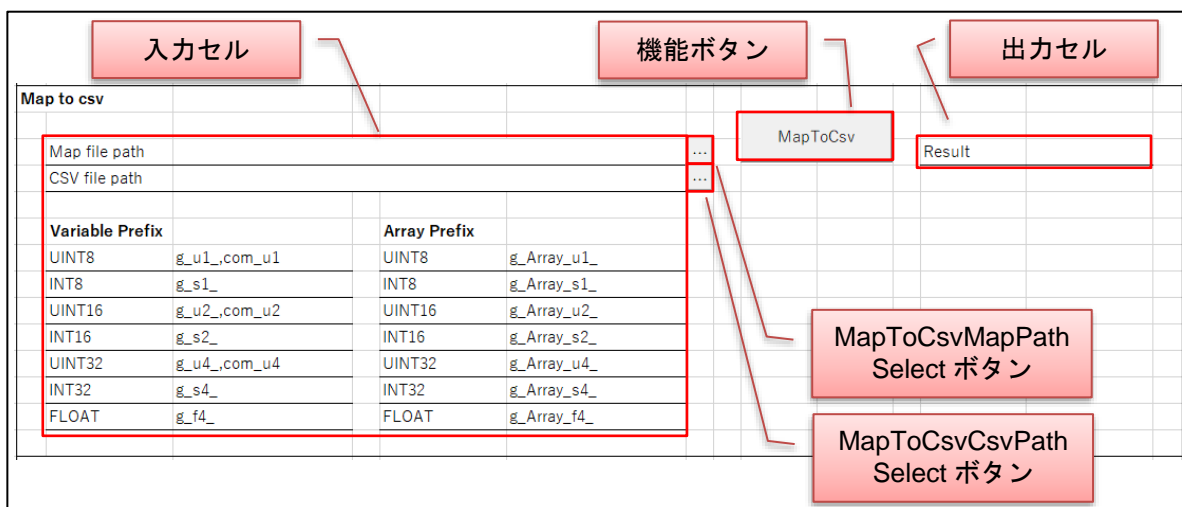 入力セル
機能ボタン
出力セル
Map to csv
MapToCsv
Map file path ...
Result
CSV file path ...
Variable Prefix Array Prefix
UINT8 g_u1_,com_u1 UINT8 g_Array_u1_
INT8 g_s1_ INT8 g_Array_s1_
UINT16 g_u2_,com_u2 UINT16 g_Array_u2_
INT16 g_s2_ INT16 g_Array_s2_
UINT32 g_u4_,com_u4 UINT32 g_Array_u4_
INT32 g_s4_ INT32 g_Array_s4_
FLOAT g_f4_ FLOAT g_Array_f4_
MapToCsvMapPath
Select ボタン
MapToCsvCsvPath
Select ボタン